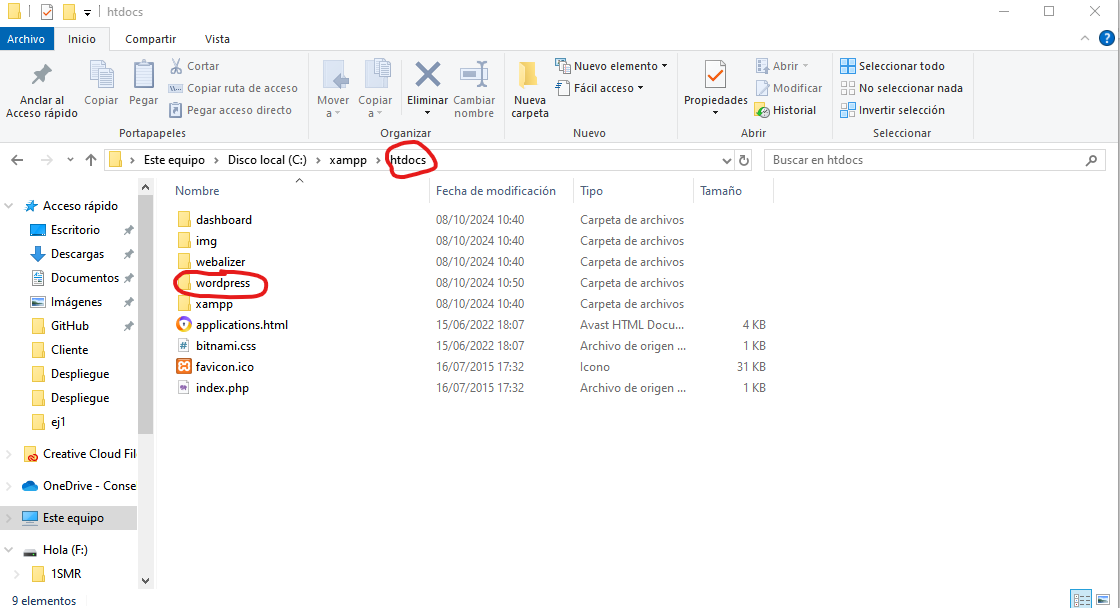 htdocs
Archivo Inicio Compartir Vista
Anclar al Acceso rápido
Copiar
Pegar
Cortar
Copiar ruta de acceso
Pegar acceso directo
Portapapeles
Mover a
Copiar a
Eliminar
Cambiar nombre
Organizar
Nueva carpeta
Nuevo elemento
Fácil acceso
Nuevo
Propiedades
Abrir
Modificar
Historial
Abrir
Seleccionar todo
No seleccionar nada
Invertir selección
Seleccionar
Este equipo > Disco local (C:) > xampp > htdocs
Buscar en htdocs
Acceso rápido
Escritorio
Descargas
Documentos
Imágenes
GitHub
Cliente
Despliegue
Despliegue
ej1
Creative Cloud Fil
OneDrive - Conse
Este equipo
Hola (F:)
1SMR
Nombre Fecha de modificación Tipo Tamaño
dashboard 08/10/2024 10:40 Carpeta de archivos
img 08/10/2024 10:40 Carpeta de archivos
webalizer 08/10/2024 10:40 Carpeta de archivos
wordpress 08/10/2024 10:50 Carpeta de archivos
xampp 08/10/2024 10:40 Carpeta de archivos
applications.html 15/06/2022 18:07 Avast HTML Docu... 4 KB
bitnami.css 15/06/2022 18:07 Archivo de origen ... 1 KB
favicon.ico 16/07/2015 17:32 Icono 31 KB
index.php 16/07/2015 17:32 Archivo de origen ... 1 KB
9 elementos